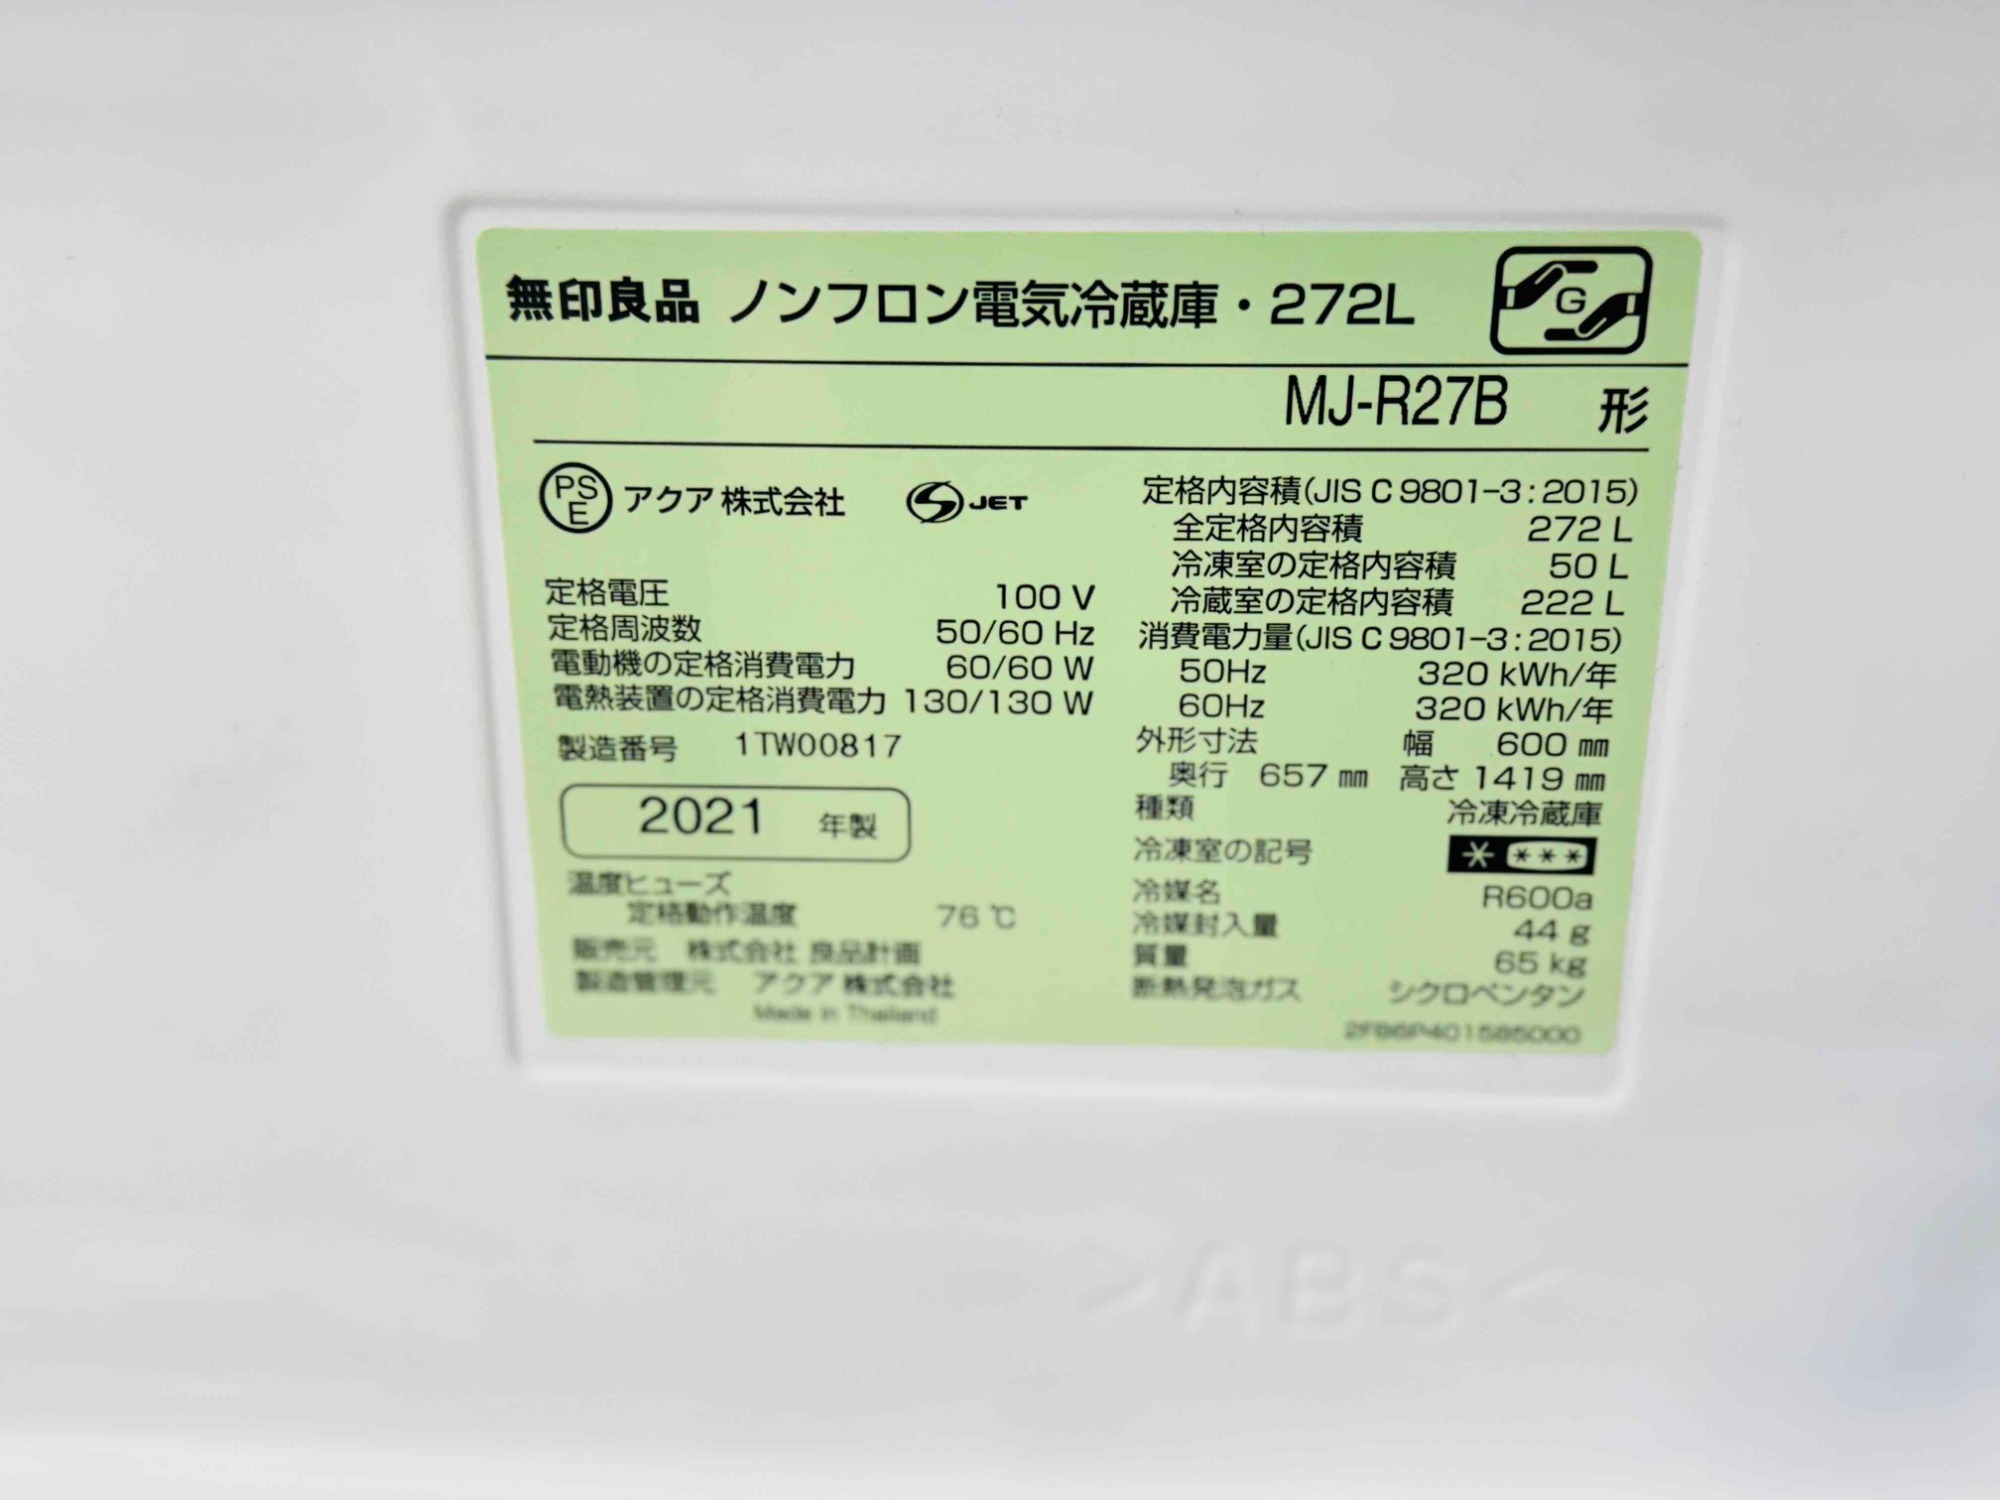 無印良品 ノンフロン電気冷蔵庫・272L
G
MJ-R27B 形
PSE アクア 株式会社 S JET
定格電圧 100 V
定格周波数 50/60 Hz
電動機の定格消費電力 60/60 W
電熱装置の定格消費電力 130/130 W
製造番号 1TW00817
2021 年製
温度ヒューズ
定格動作温度 76 ℃
販売元 株式会社 良品計画
製造管理元 アクア 株式会社
Made in Thailand
定格内容積(JIS C 9801-3:2015)
全定格内容積 272 L
冷凍室の定格内容積 50 L
冷蔵室の定格内容積 222 L
消費電力量(JIS C 9801-3:2015)
50Hz 320 kWh/年
60Hz 320 kWh/年
外形寸法 幅 600 ㎜
奥行 657 ㎜ 高さ 1419 ㎜
種類 冷凍冷蔵庫
冷凍室の記号 * ***
冷媒名 R600a
冷媒封入量 44 g
質量 65 kg
断熱発泡ガス シクロペンタン
2FB6P401585000
>ABS<